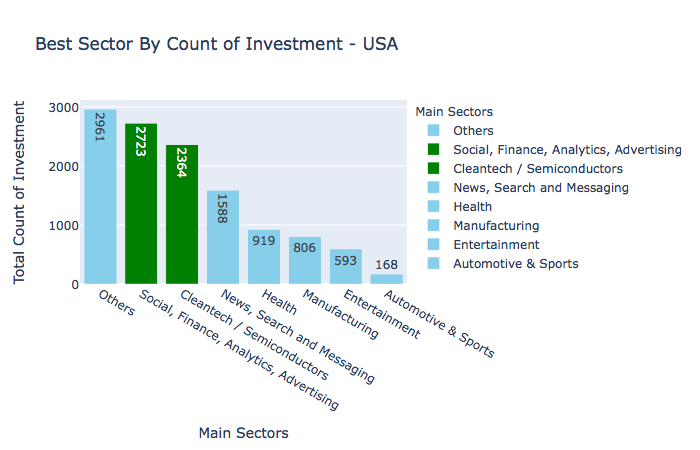 Best Sector By Count of Investment - USA
Total Count of Investment
3000
2000
1000
0
2961
2723
2364
1588
919
806
593
168
Others
Social, Finance, Analytics, Advertising
Cleantech / Semiconductors
News, Search and Messaging
Health
Manufacturing
Entertainment
Automotive & Sports
Main Sectors
Main Sectors
Others
Social, Finance, Analytics, Advertising
Cleantech / Semiconductors
News, Search and Messaging
Health
Manufacturing
Entertainment
Automotive & Sports